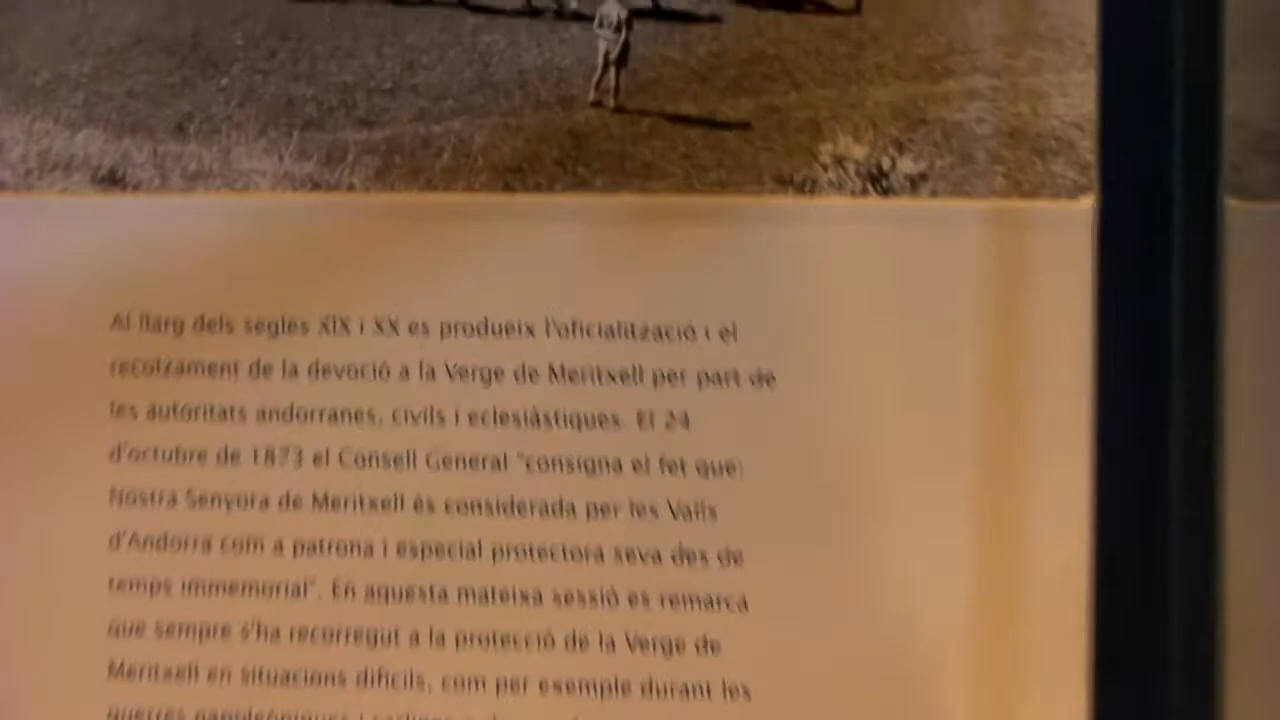 Al llarg dels segles XIX i XX es produeix l'oficialització i el
recolzament de la devoció a la Verge de Meritxell per part de
les autoritats andorranes, civils i eclesiàstiques. El 24
d'octubre de 1873 el Consell General "consigna el fet que:
Nostra Senyora de Meritxell és considerada per les Valls
d'Andorra com a patrona i especial protectora seva des de
temps immemorial". En aquesta mateixa sessió es remarca
que sempre s'ha recorregut a la protecció de la Verge de
Meritxell en situacions difícils, com per exemple durant les
guerres napoleòniques i